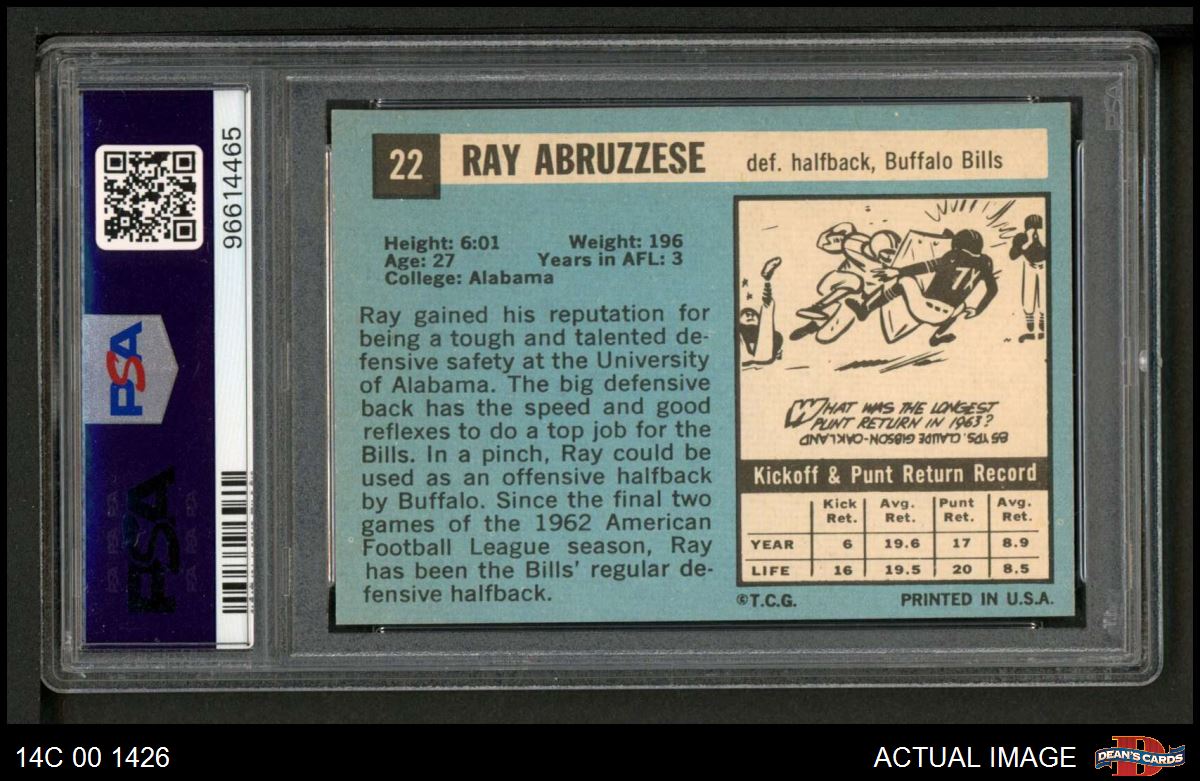 96614465
PSA
PSA
22
RAY ABRUZZESE
def. halfback, Buffalo Bills
Height: 6:01 Weight: 196
Age: 27 Years in AFL: 3
College: Alabama
Ray gained his reputation for
being a tough and talented de-
fensive safety at the University
of Alabama. The big defensive
back has the speed and good
reflexes to do a top job for the
Bills. In a pinch, Ray could be
used as an offensive halfback
by Buffalo. Since the final two
games of the 1962 American
Football League season, Ray
has been the Bills' regular de-
fensive halfback.
WHAT WAS THE LONGEST
PUNT RETURN IN 1963?
85 YDS. CLAUDE GIBSON-OAKLAND
Kickoff & Punt Return Record
Kick Avg. Punt Avg.
Ret. Ret. Ret. Ret.
YEAR 6 19.6 17 8.9
LIFE 16 19.5 20 8.5
©T.C.G. PRINTED IN U.S.A.
14C 00 1426
ACTUAL IMAGE
DEAN'S CARDS